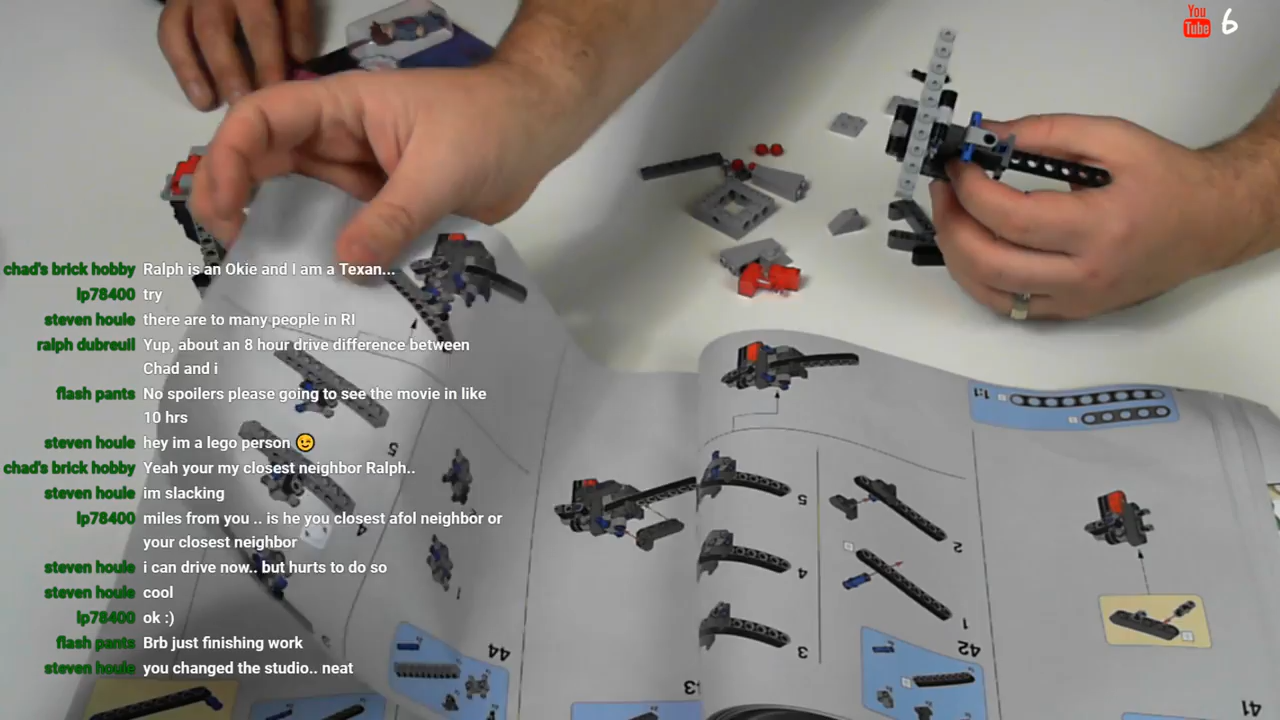 You
Tube 6
chad's brick hobby Ralph is an Okie and I am a Texan...
lp78400 try
steven houle there are to many people in RI
ralph dubreuil Yup, about an 8 hour drive difference between
Chad and i
flash pants No spoilers please going to see the movie in like
10 hrs
steven houle hey im a lego person 😉
chad's brick hobby Yeah your my closest neighbor Ralph..
steven houle im slacking
lp78400 miles from you .. is he you closest afol neighbor or
your closest neighbor
steven houle i can drive now.. but hurts to do so
steven houle cool
lp78400 ok :)
flash pants Brb just finishing work
steven houle you changed the studio.. neat
1:1
5
5
4
3
2
1
44
42
41